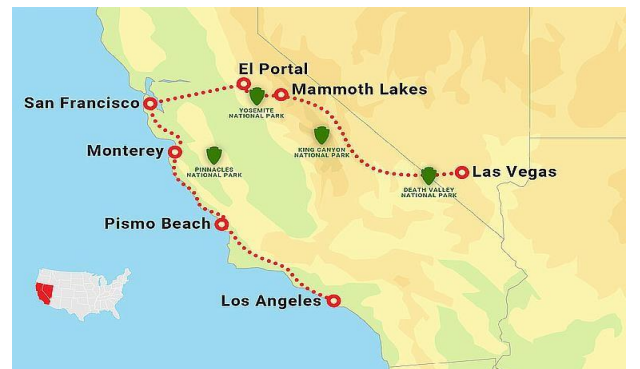 El Portal
Mammoth Lakes
San Francisco
YOSEMITE
NATIONAL PARK
Monterey
KING CANYON
NATIONAL PARK
PINNACLES
NATIONAL PARK
Las Vegas
DEATH VALLEY
NATIONAL PARK
Pismo Beach
Los Angeles